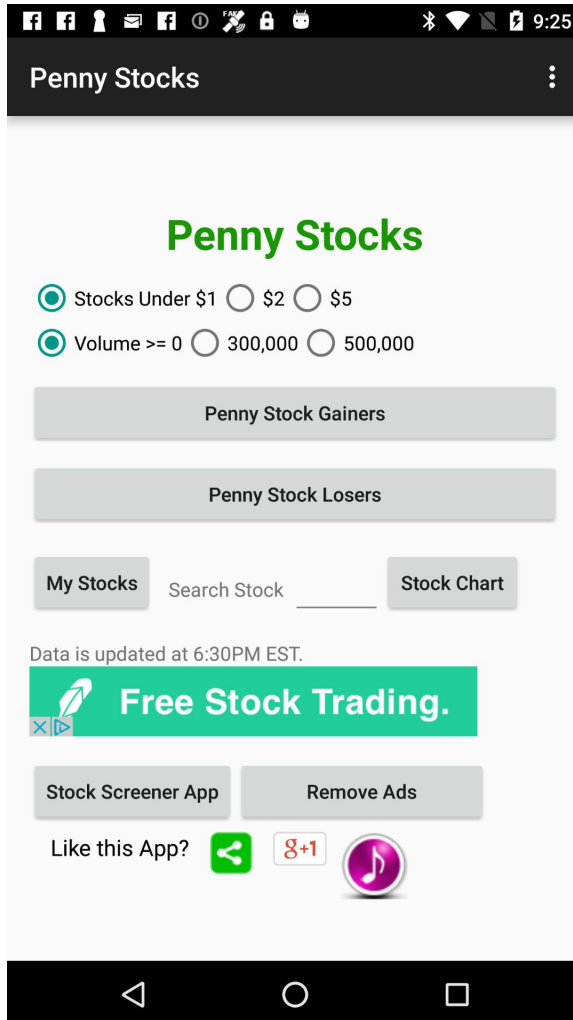 FAKE
9:25
Penny Stocks
Penny Stocks
Stocks Under $1 $2 $5
Volume >= 0 300,000 500,000
Penny Stock Gainers
Penny Stock Losers
My Stocks Search Stock Stock Chart
Data is updated at 6:30PM EST.
Free Stock Trading.
Stock Screener App Remove Ads
Like this App? g+1